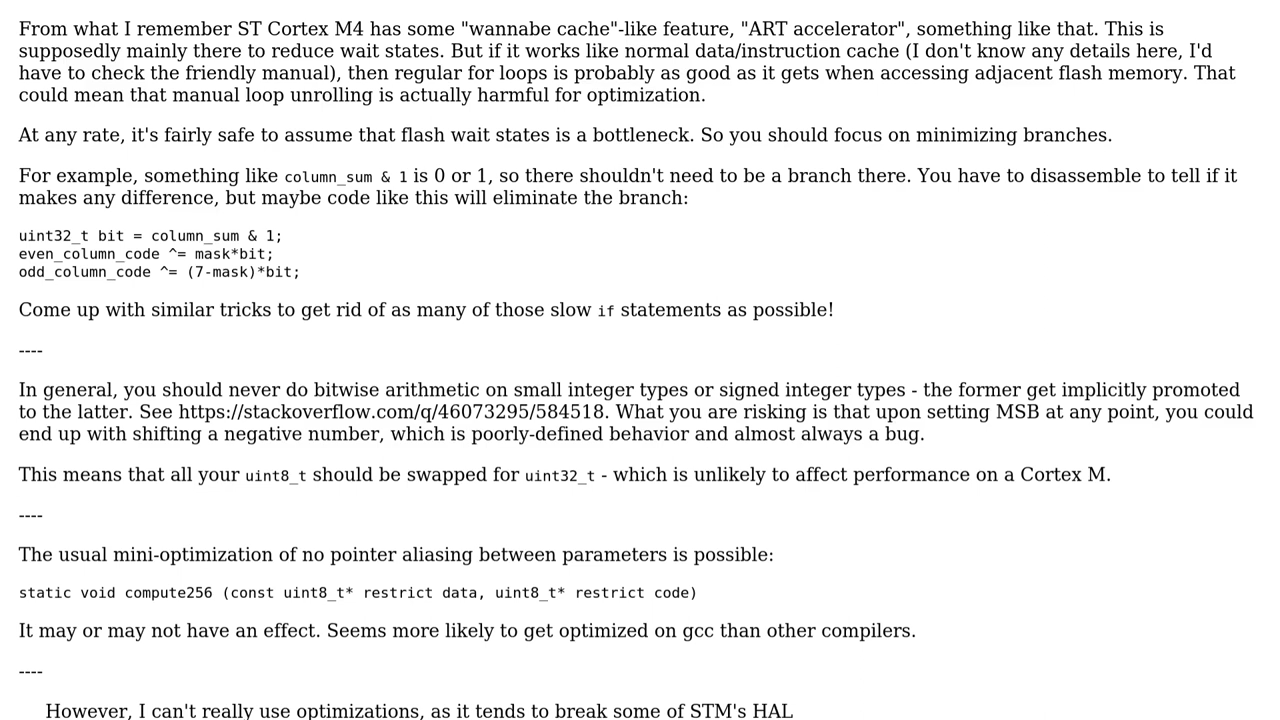 From what I remember ST Cortex M4 has some "wannabe cache"-like feature, "ART accelerator", something like that. This is
supposedly mainly there to reduce wait states. But if it works like normal data/instruction cache (I don't know any details here, I'd
have to check the friendly manual), then regular for loops is probably as good as it gets when accessing adjacent flash memory. That
could mean that manual loop unrolling is actually harmful for optimization.
At any rate, it's fairly safe to assume that flash wait states is a bottleneck. So you should focus on minimizing branches.
For example, something like column_sum & 1 is 0 or 1, so there shouldn't need to be a branch there. You have to disassemble to tell if it
makes any difference, but maybe code like this will eliminate the branch:
uint32_t bit = column_sum & 1;
even_column_code ^= mask*bit;
odd_column_code ^= (7-mask)*bit;
Come up with similar tricks to get rid of as many of those slow if statements as possible!
----
In general, you should never do bitwise arithmetic on small integer types or signed integer types - the former get implicitly promoted
to the latter. See https://stackoverflow.com/q/46073295/584518. What you are risking is that upon setting MSB at any point, you could
end up with shifting a negative number, which is poorly-defined behavior and almost always a bug.
This means that all your uint8_t should be swapped for uint32_t - which is unlikely to affect performance on a Cortex M.
----
The usual mini-optimization of no pointer aliasing between parameters is possible:
static void compute256 (const uint8_t* restrict data, uint8_t* restrict code)
It may or may not have an effect. Seems more likely to get optimized on gcc than other compilers.
----
However, I can't really use optimizations, as it tends to break some of STM's HAL